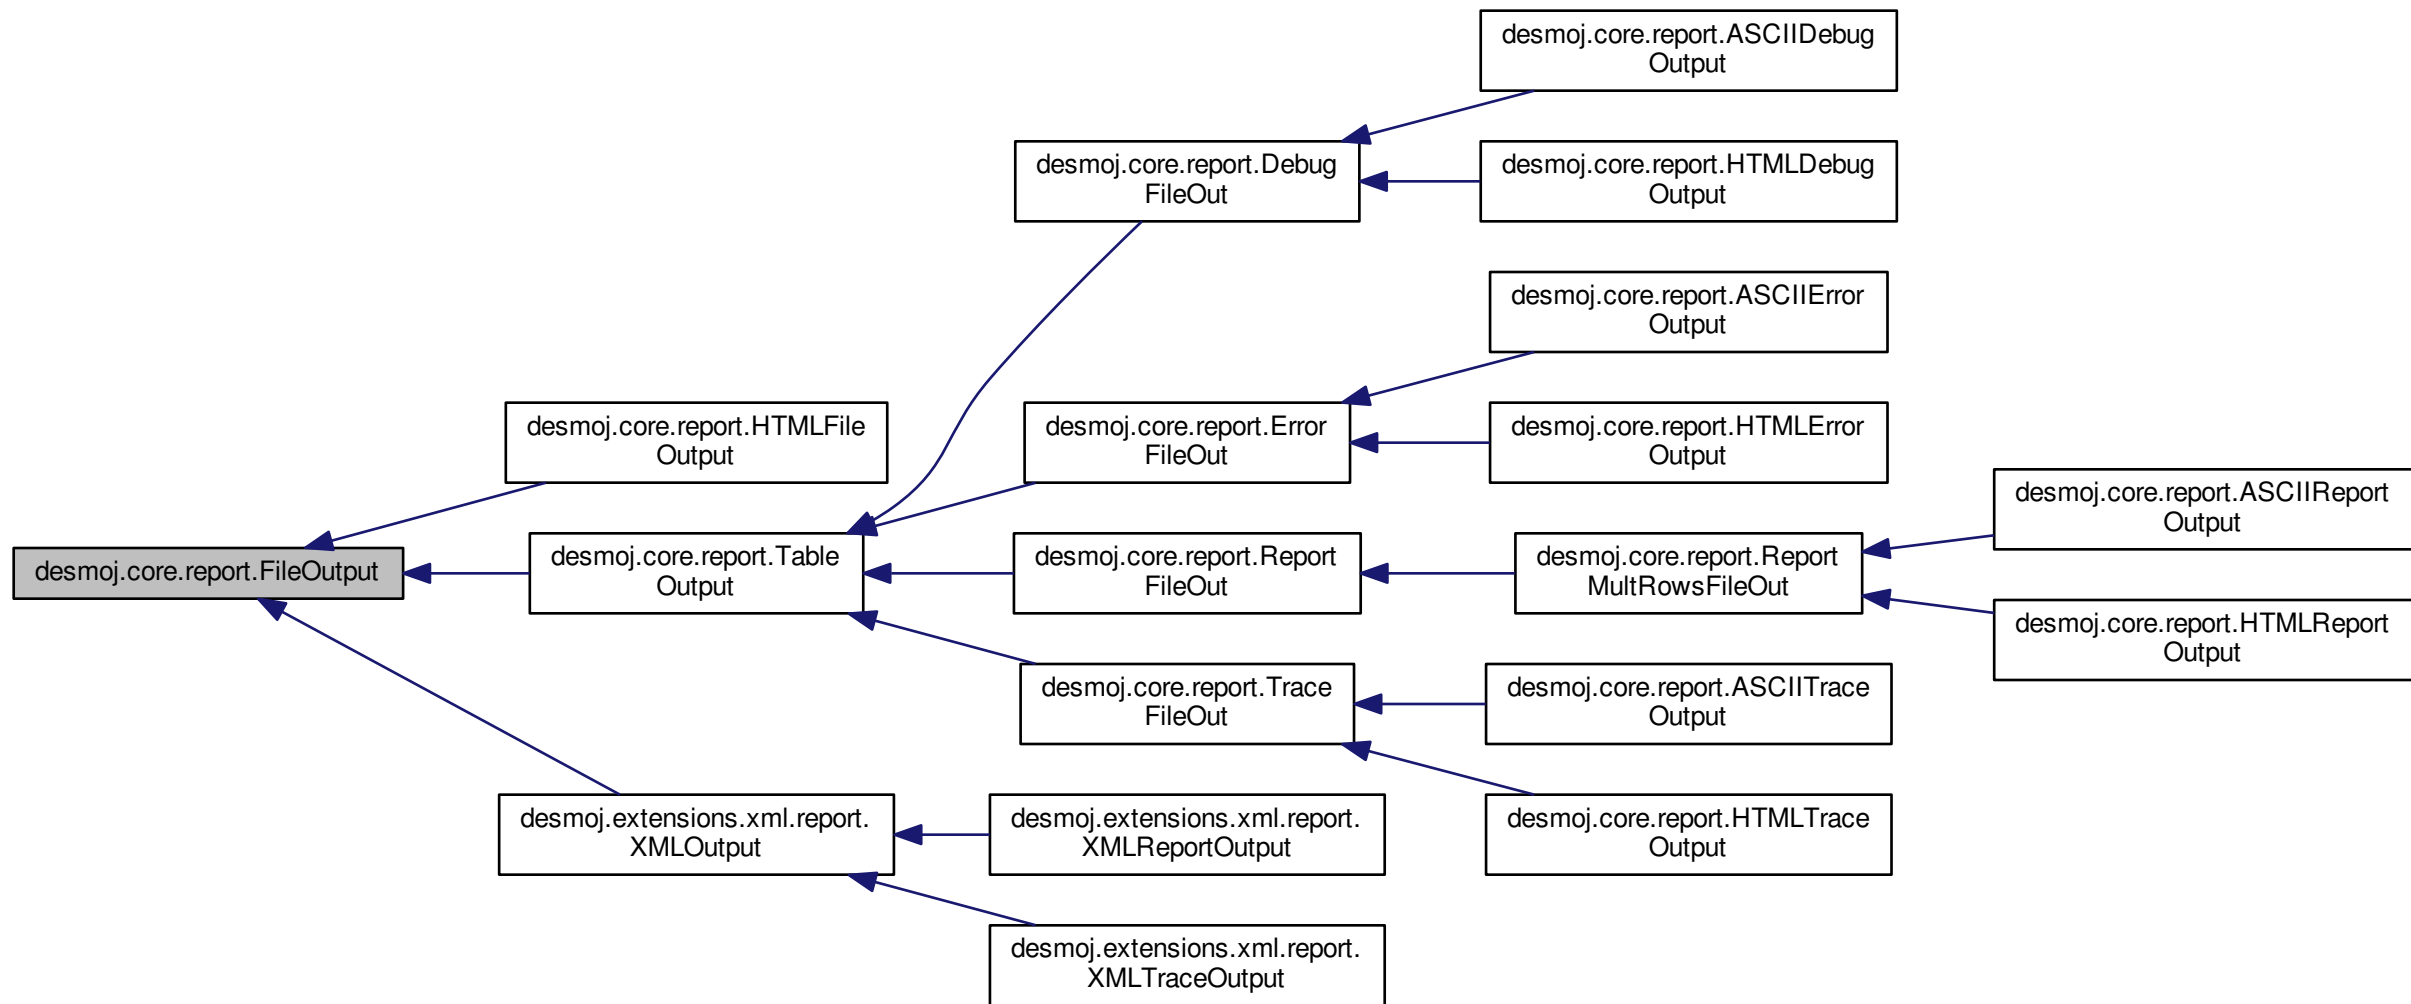 desmoj.core.report.ASCIIDebug
Output
desmoj.core.report.Debug
FileOut
desmoj.core.report.HTMLDebug
Output
desmoj.core.report.ASCIIError
Output
desmoj.core.report.HTMLFile
Output
desmoj.core.report.Error
FileOut
desmoj.core.report.HTMLError
Output
desmoj.core.report.ASCIIReport
Output
desmoj.core.report.FileOutput
desmoj.core.report.Table
Output
desmoj.core.report.Report
FileOut
desmoj.core.report.Report
MultRowsFileOut
desmoj.core.report.HTMLReport
Output
desmoj.core.report.Trace
FileOut
desmoj.core.report.ASCIITrace
Output
desmoj.extensions.xml.report.
XMLOutput
desmoj.extensions.xml.report.
XMLReportOutput
desmoj.core.report.HTMLTrace
Output
desmoj.extensions.xml.report.
XMLTraceOutput